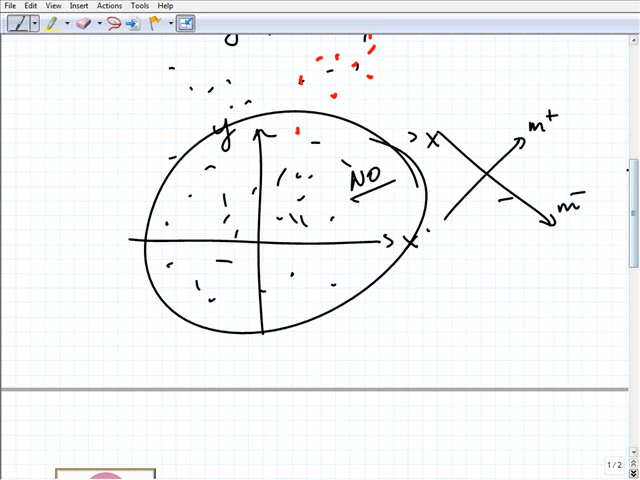 File Edit View Insert Actions Tools Help
y
x
m+
NO
m-
x
1 / 2